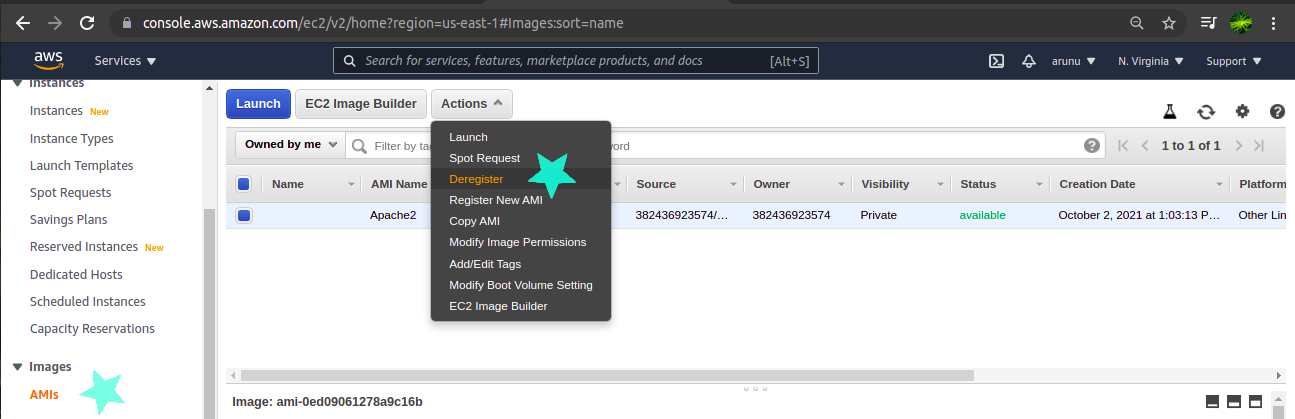 console.aws.amazon.com/ec2/v2/home?region=us-east-1#Images:sort=name
aws Services Search for services, features, marketplace products, and docs [Alt+S] arunu N. Virginia Support
Instances
Instances New
Instance Types
Launch Templates
Spot Requests
Savings Plans
Reserved Instances New
Dedicated Hosts
Scheduled Instances
Capacity Reservations
Images
AMIs
Launch EC2 Image Builder Actions
Owned by me Filter by 1 to 1 of 1
Name AMI Name Source Owner Visibility Status Creation Date Platform
Apache2 382436923574/... 382436923574 Private available October 2, 2021 at 1:03:13 P... Other Lin
Launch
Spot Request
Deregister
Register New AMI
Copy AMI
Modify Image Permissions
Add/Edit Tags
Modify Boot Volume Setting
EC2 Image Builder
Image: ami-0ed09061278a9c16b